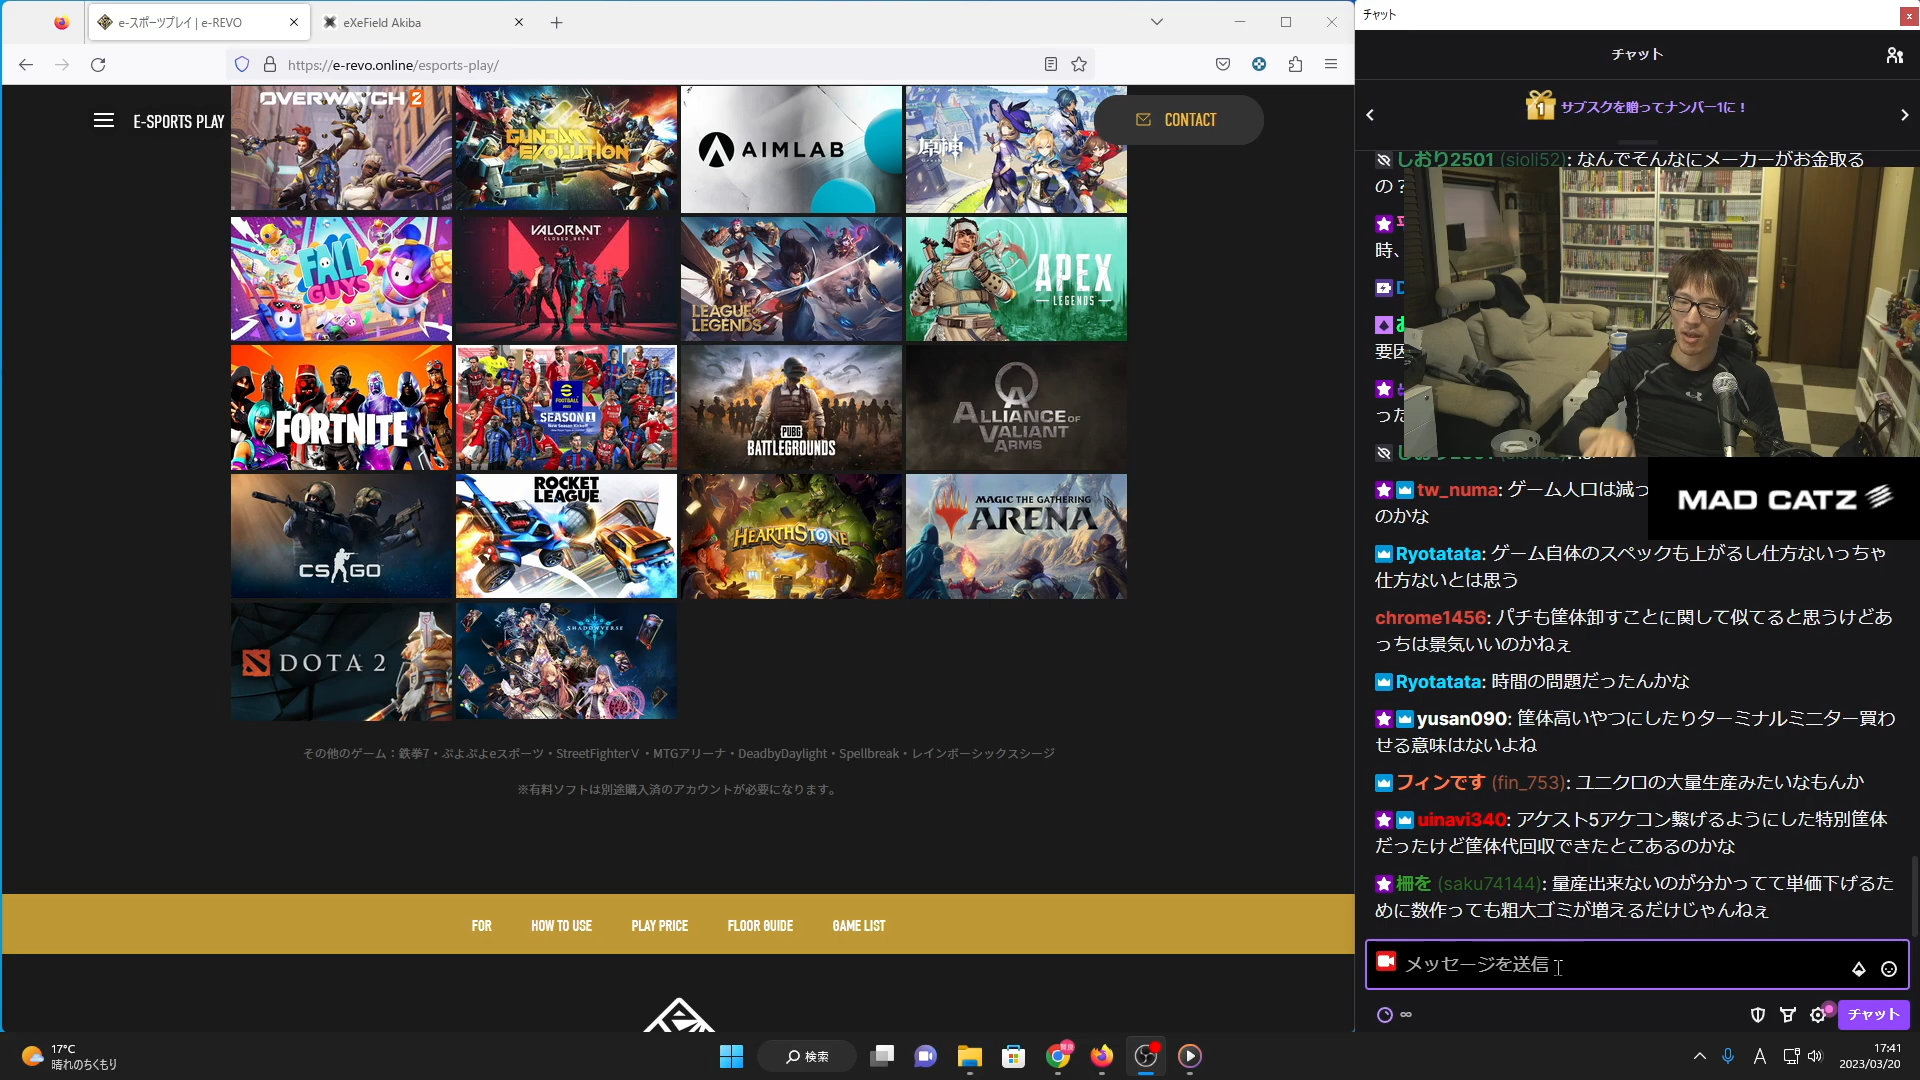 e-スポーツプレイ | e-REVO
eXeField Akiba
https://e-revo.online/esports-play/
E-SPORTS PLAY
CONTACT
OVERWATCH 2
GUNDAM EVOLUTION
AIMLAB
原神
FALL GUYS
VALORANT
CLOSED BETA
LEAGUE LEGENDS
APEX
LEGENDS
FORTNITE
FOOTBALL
SEASON 1
PUBG
BATTLEGROUNDS
ALLIANCE OF
VALIANT
ARMS
CS GO
ROCKET
LEAGUE
HEARTHSTONE
MAGIC THE GATHERING
ARENA
DOTA 2
SHADOWVERSE
その他のゲーム：鉄拳7・ぷよぷよeスポーツ・StreetFighterⅤ・MTGアリーナ・DeadbyDaylight・Spellbreak・レインボーシックスシージ
※有料ソフトは別途購入済のアカウントが必要になります。
FOR
HOW TO USE
PLAY PRICE
FLOOR GUIDE
GAME LIST
チャット
チャット
1
サブスクを贈ってナンバー1に！
しおり2501 (sioli52): なんでそんなにメーカーがお金取る
の？
時、
要因
った
MAD CATZ
tw_numa: ゲーム人口は減っ
のかな
Ryotatata: ゲーム自体のスペックも上がるし仕方ないっちゃ
仕方ないとは思う
chrome1456: パチも筐体卸すことに関して似てると思うけどあ
っちは景気いいのかねぇ
Ryotatata: 時間の問題だったんかな
yusan090: 筐体高いやつにしたりターミナルミニター買わ
せる意味はないよね
フィンです (fin_753): ユニクロの大量生産みたいなもんか
uinavi340: アケスト5アケコン繋げるようにした特別筐体
だったけど筐体代回収できたとこあるのかな
柵を (saku74144): 量産出来ないのが分かってて単価下げるた
めに数作っても粗大ゴミが増えるだけじゃんねぇ
メッセージを送信
∞
チャット
17°C
晴れのちくもり
検索
A
17:41
2023/03/20